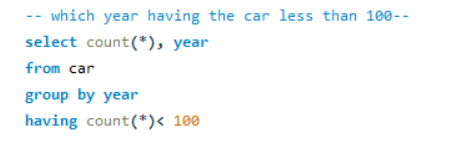 -- which year having the car less than 100--
select count(*), year
from car
group by year
having count(*)< 100